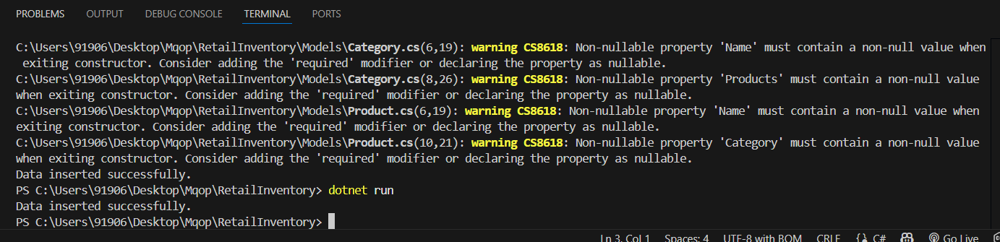 PROBLEMS OUTPUT DEBUG CONSOLE TERMINAL PORTS
C:\Users\91906\Desktop\Mqop\RetailInventory\Models\Category.cs(6,19): warning CS8618: Non-nullable property 'Name' must contain a non-null value when
exiting constructor. Consider adding the 'required' modifier or declaring the property as nullable.
C:\Users\91906\Desktop\Mqop\RetailInventory\Models\Category.cs(8,26): warning CS8618: Non-nullable property 'Products' must contain a non-null value
when exiting constructor. Consider adding the 'required' modifier or declaring the property as nullable.
C:\Users\91906\Desktop\Mqop\RetailInventory\Models\Product.cs(6,19): warning CS8618: Non-nullable property 'Name' must contain a non-null value when
exiting constructor. Consider adding the 'required' modifier or declaring the property as nullable.
C:\Users\91906\Desktop\Mqop\RetailInventory\Models\Product.cs(10,21): warning CS8618: Non-nullable property 'Category' must contain a non-null value
when exiting constructor. Consider adding the 'required' modifier or declaring the property as nullable.
Data inserted successfully.
PS C:\Users\91906\Desktop\Mqop\RetailInventory> dotnet run
Data inserted successfully.
PS C:\Users\91906\Desktop\Mqop\RetailInventory>
Ln 3, Col 1 Spaces: 4 UTF-8 with BOM CRLF {} C# Go Live